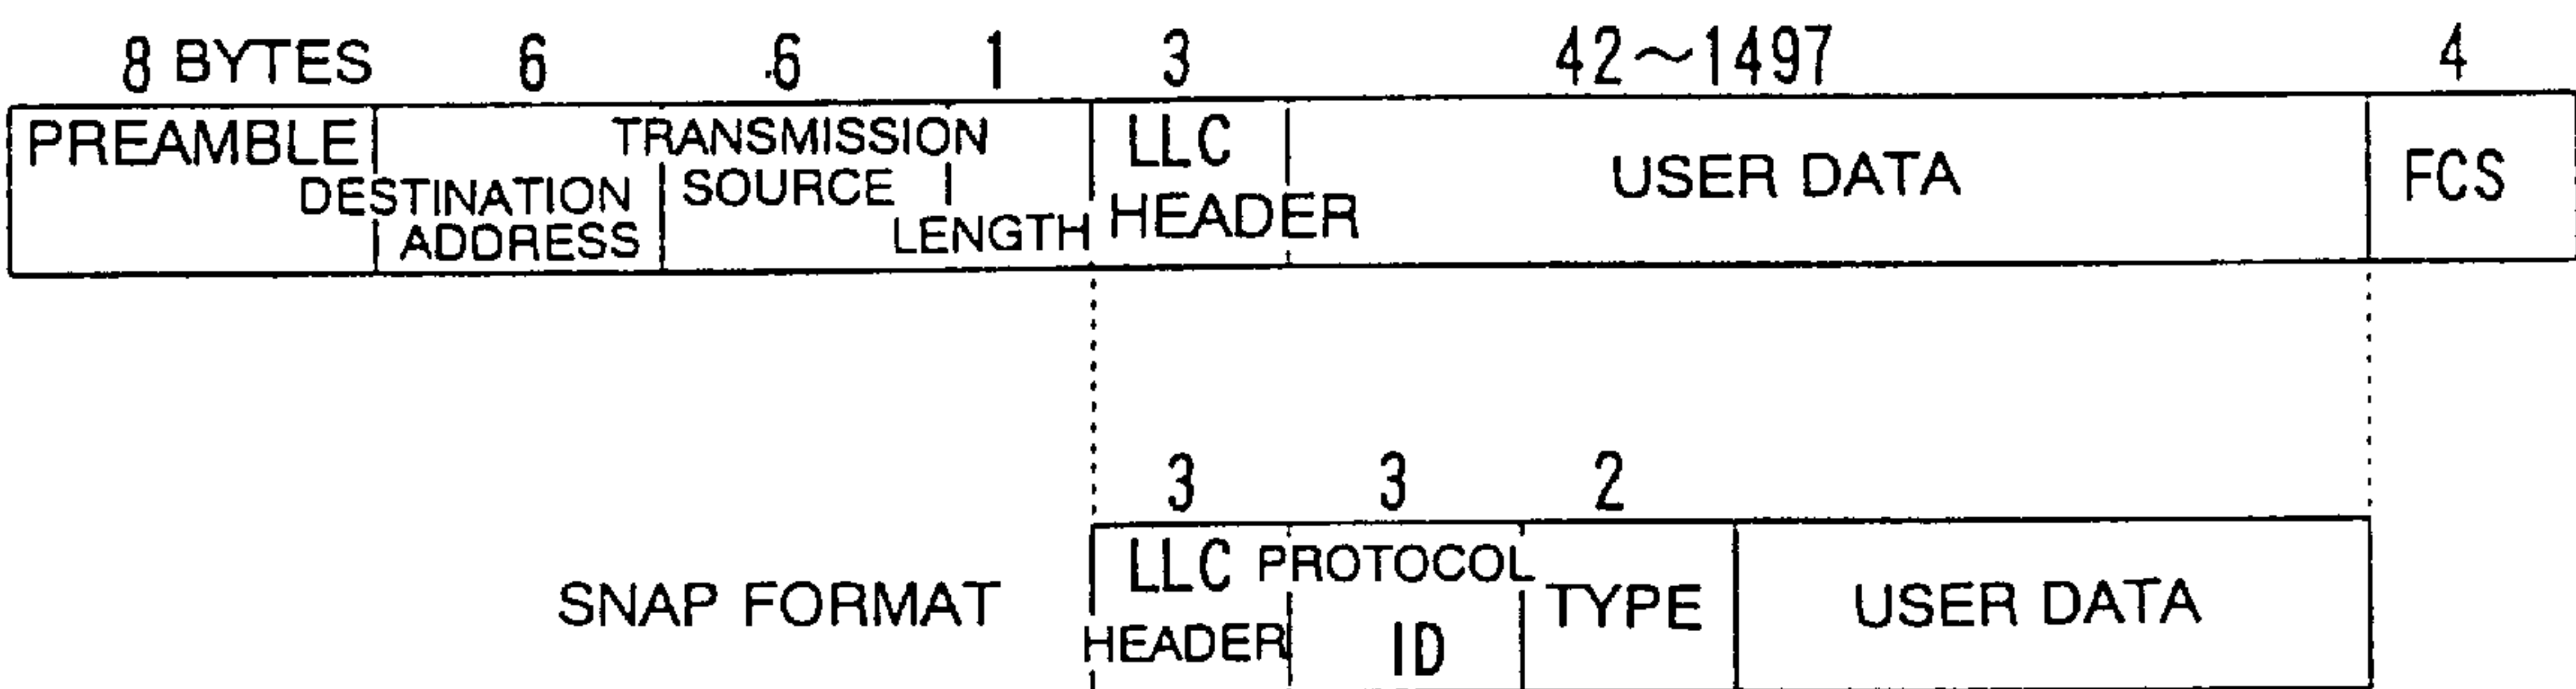 8 BYTES 6 6 1 3 42~1497 4
PREAMBLE
DESTINATION
ADDRESS
TRANSMISSION
SOURCE
LENGTH
LLC
HEADER
USER DATA
FCS
3 3 2
SNAP FORMAT
LLC
HEADER
PROTOCOL
ID
TYPE
USER DATA